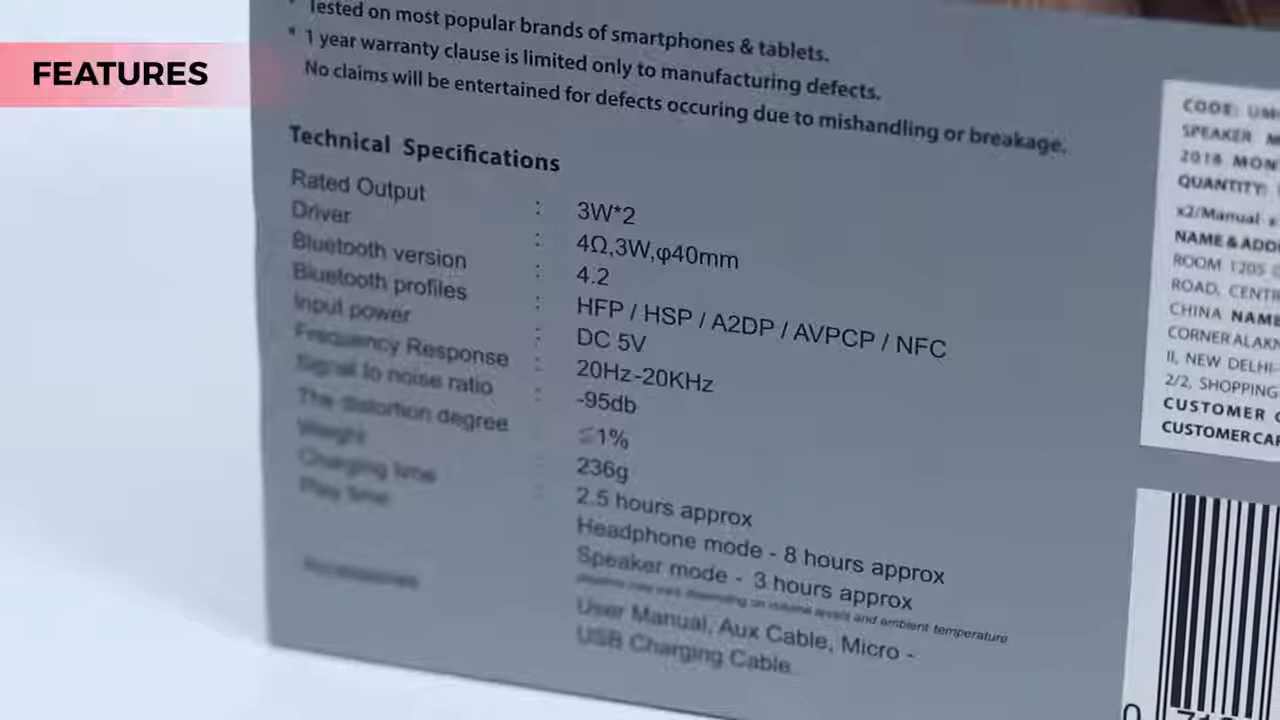 FEATURES
* Tested on most popular brands of smartphones & tablets.
* 1 year warranty clause is limited only to manufacturing defects.
No claims will be entertained for defects occuring due to mishandling or breakage.
Technical Specifications
Rated Output : 3W*2
Driver : 4Ω,3W,φ40mm
Bluetooth version : 4.2
Bluetooth profiles : HFP / HSP / A2DP / AVPCP / NFC
Input power : DC 5V
Frequency Response : 20Hz-20KHz
Signal to noise ratio : -95db
The distortion degree : ≦1%
Weight : 236g
Charging time : 2.5 hours approx
Play time Headphone mode - 8 hours approx
Speaker mode - 3 hours approx
depending on volume levels and ambient temperature
Accessories User Manual, Aux Cable, Micro -
USB Charging Cable
CODE:
SPEAKER
2018 MON
QUANTITY:
x2/Manual
NAME & ADD
ROOM 1205
ROAD, CENT
CHINA NAME
CORNER ALAKN
II, NEW DELHI-
2/2, SHOPPING
CUSTOMER
CUSTOMER CAR
0